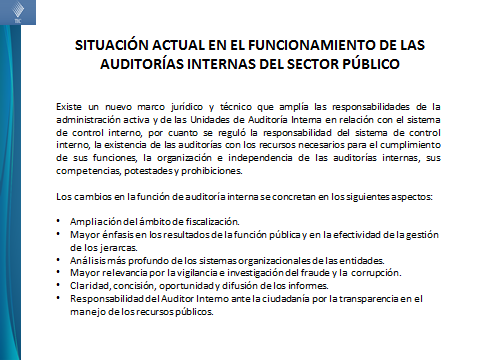 SITUACIÓN ACTUAL EN EL FUNCIONAMIENTO DE LAS
AUDITORÍAS INTERNAS DEL SECTOR PÚBLICO
Existe un nuevo marco jurídico y técnico que amplía las responsabilidades de la
administración activa y de las Unidades de Auditoría Interna en relación con el sistema
de control interno, por cuanto se reguló la responsabilidad del sistema de control
interno, la existencia de las auditorías con los recursos necesarios para el cumplimiento
de sus funciones, la organización e independencia de las auditorías internas, sus
competencias, potestades y prohibiciones.
Los cambios en la función de auditoría interna se concretan en los siguientes aspectos:
• Ampliación del ámbito de fiscalización.
• Mayor énfasis en los resultados de la función pública y en la efectividad de la gestión
de los jerarcas.
• Análisis más profundo de los sistemas organizacionales de las entidades.
• Mayor relevancia por la vigilancia e investigación del fraude y la corrupción.
• Claridad, concisión, oportunidad y difusión de los informes.
• Responsabilidad del Auditor Interno ante la ciudadanía por la transparencia en el
manejo de los recursos públicos.